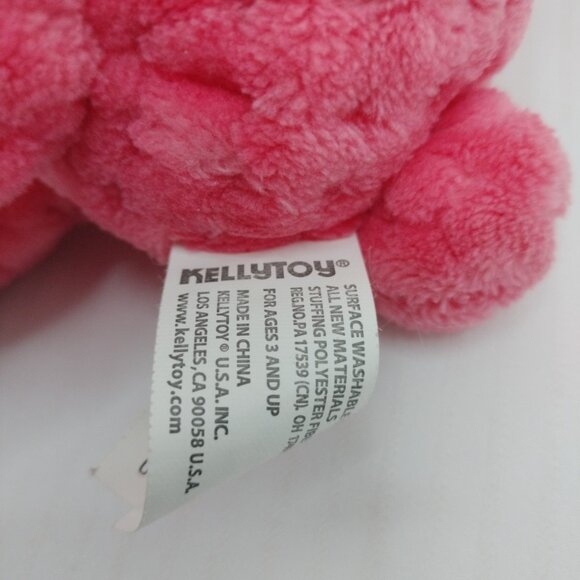 KELLYTOY®
SURFACE WASHABLE
ALL NEW MATERIALS
STUFFING POLYESTER
REG.NO.PA 17539 (CN). OH
FOR AGES 3 AND UP
MADE IN CHINA
KELLYTOY® U.S.A. INC.
LOS ANGELES, CA 90058 U.S.A.
www.kellytoy.com